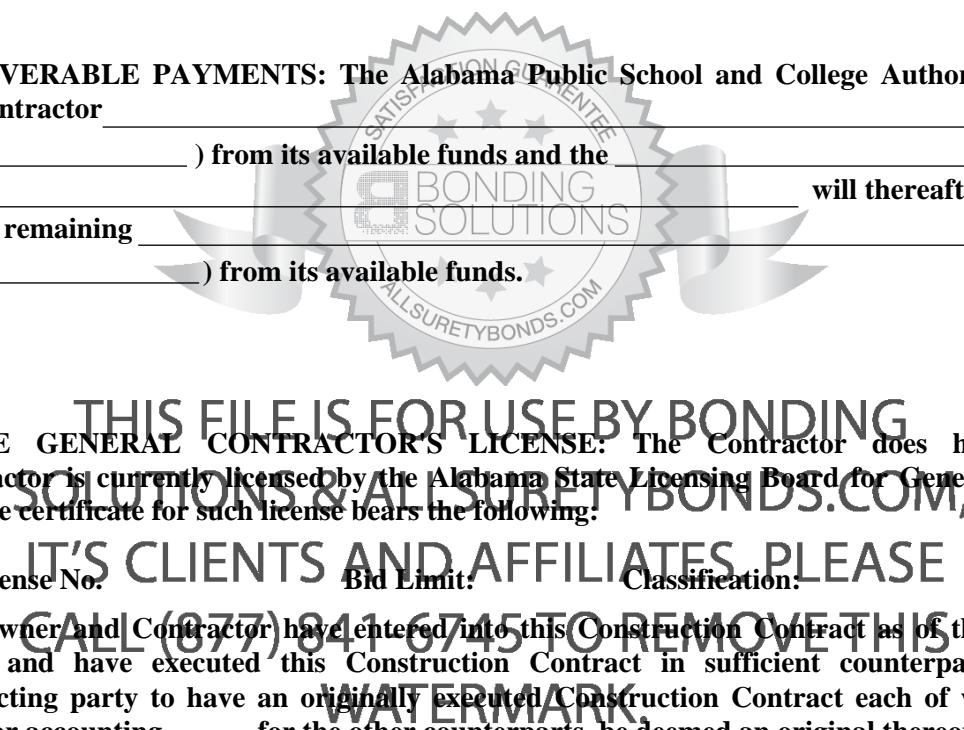 VERABLE PAYMENTS: The Alabama Public School and College Author
ntractor
) from its available funds and the
will thereaft
remaining
) from its available funds.
SATISFACTION GUARENTEE
BONDING
SOLUTIONS
ALLSURETYBONDS.COM
THIS FILE IS FOR USE BY BONDING
E GENERAL CONTRACTOR'S LICENSE: The Contractor does h
actor is currently licensed by the Alabama State Licensing Board for Gene
SOLUTIONS & ALLSURETYBONDS.COM,
e certificate for such license bears the following:
IT'S CLIENTS AND AFFILIATES. PLEASE
ense No: Bid Limit: Classification:
CALL (877) 841-6745 TO REMOVE THIS
wner and Contractor have entered into this Construction Contract as of th
and have executed this Construction Contract in sufficient counterpa
cting party to have an originally executed Construction Contract each of
WATERMARK.
or accounting for the other counterparts, be deemed an original thereo